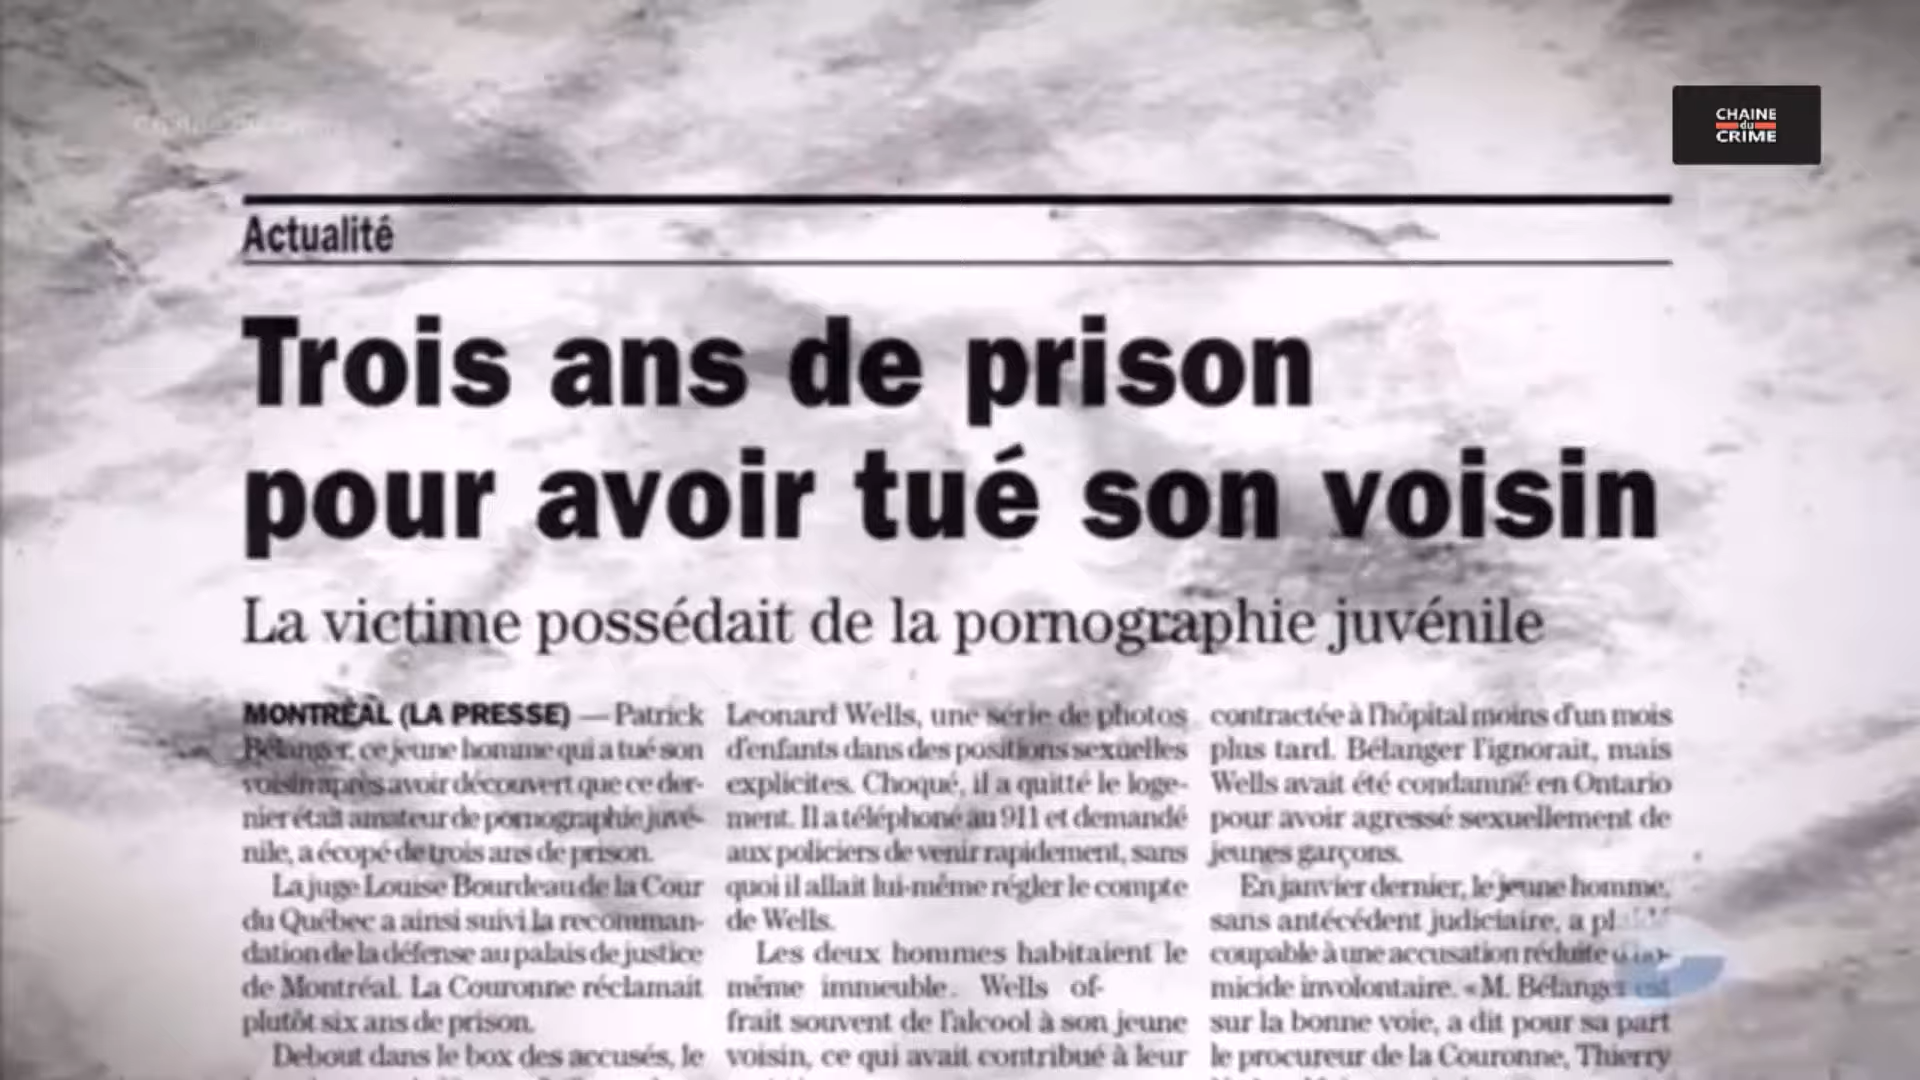 CHAINE
du
CRIME
Actualité
Trois ans de prison
pour avoir tué son voisin
La victime possédait de la pornographie juvénile
MONTRÉAL (LA PRESSE) — Patrick
Bélanger, ce jeune homme qui a tué son
voisin après avoir découvert que ce der-
nier était amateur de pornographie juvé-
nile, a écopé de trois ans de prison.
La juge Louise Bourdeau de la Cour
du Québec a ainsi suivi la recomman-
dation de la défense au palais de justice
de Montréal. La Couronne réclamait
plutôt six ans de prison.
Debout dans le box des accusés, le
Leonard Wells, une série de photos
d'enfants dans des positions sexuelles
explicites. Choqué, il a quitté le loge-
ment. Il a téléphoné au 911 et demandé
aux policiers de venir rapidement, sans
quoi il allait lui-même régler le compte
de Wells.
Les deux hommes habitaient le
même immeuble. Wells of-
frait souvent de l'alcool à son jeune
voisin, ce qui avait contribué à leur
contractée à l'hôpital moins d'un mois
plus tard. Bélanger l'ignorait, mais
Wells avait été condamné en Ontario
pour avoir agressé sexuellement de
jeunes garçons.
En janvier dernier, le jeune homme,
sans antécédent judiciaire, a
coupable à une accusation réduite
micide involontaire. «M. Bélanger est
sur la bonne voie, a dit pour sa part
le procureur de la Couronne, Thierry